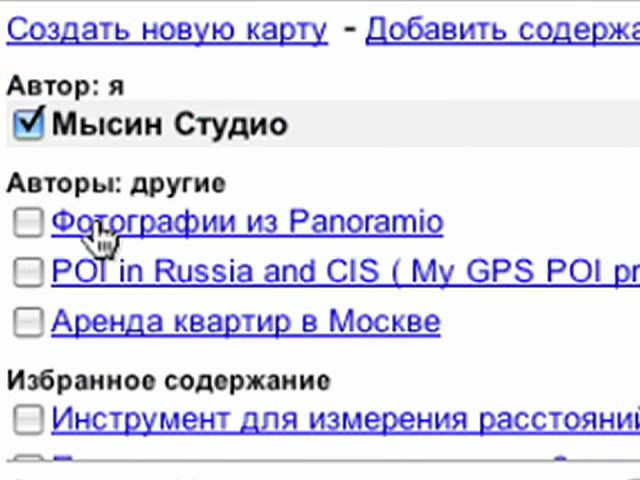 Создать новую карту - Добавить содержа
Автор: я
Мысин Студио
Авторы: другие
Фотографии из Panoramio
POI in Russia and CIS ( My GPS POI pr
Аренда квартир в Москве
Избранное содержание
Инструмент для измерения расстояний